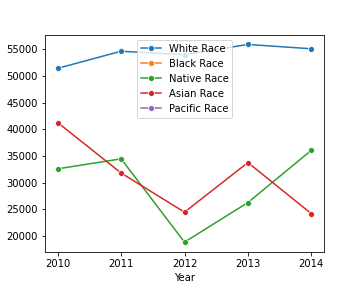 White Race
Black Race
Native Race
Asian Race
Pacific Race
55000
50000
45000
40000
35000
30000
25000
20000
2010 2011 2012 2013 2014
Year